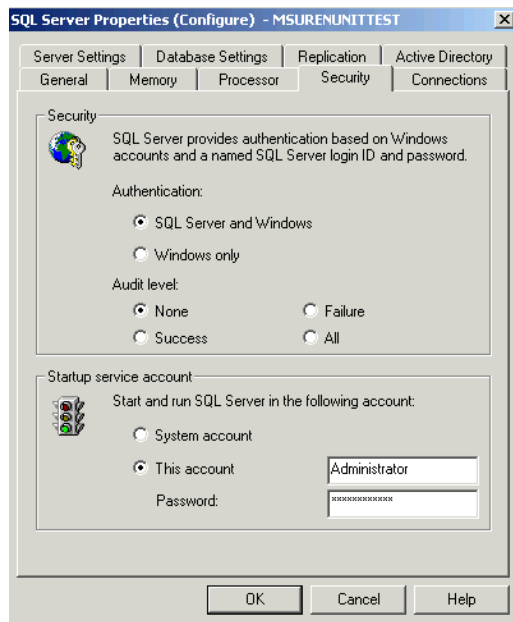 SQL Server Properties (Configure) - MSURENUNITTEST
Server Settings Database Settings Replication Active Directory
General Memory Processor Security Connections
Security
SQL Server provides authentication based on Windows
accounts and a named SQL Server login ID and password.
Authentication:
SQL Server and Windows
Windows only
Audit level:
None Failure
Success All
Startup service account
Start and run SQL Server in the following account:
System account
This account Administrator
Password: ************
OK Cancel Help